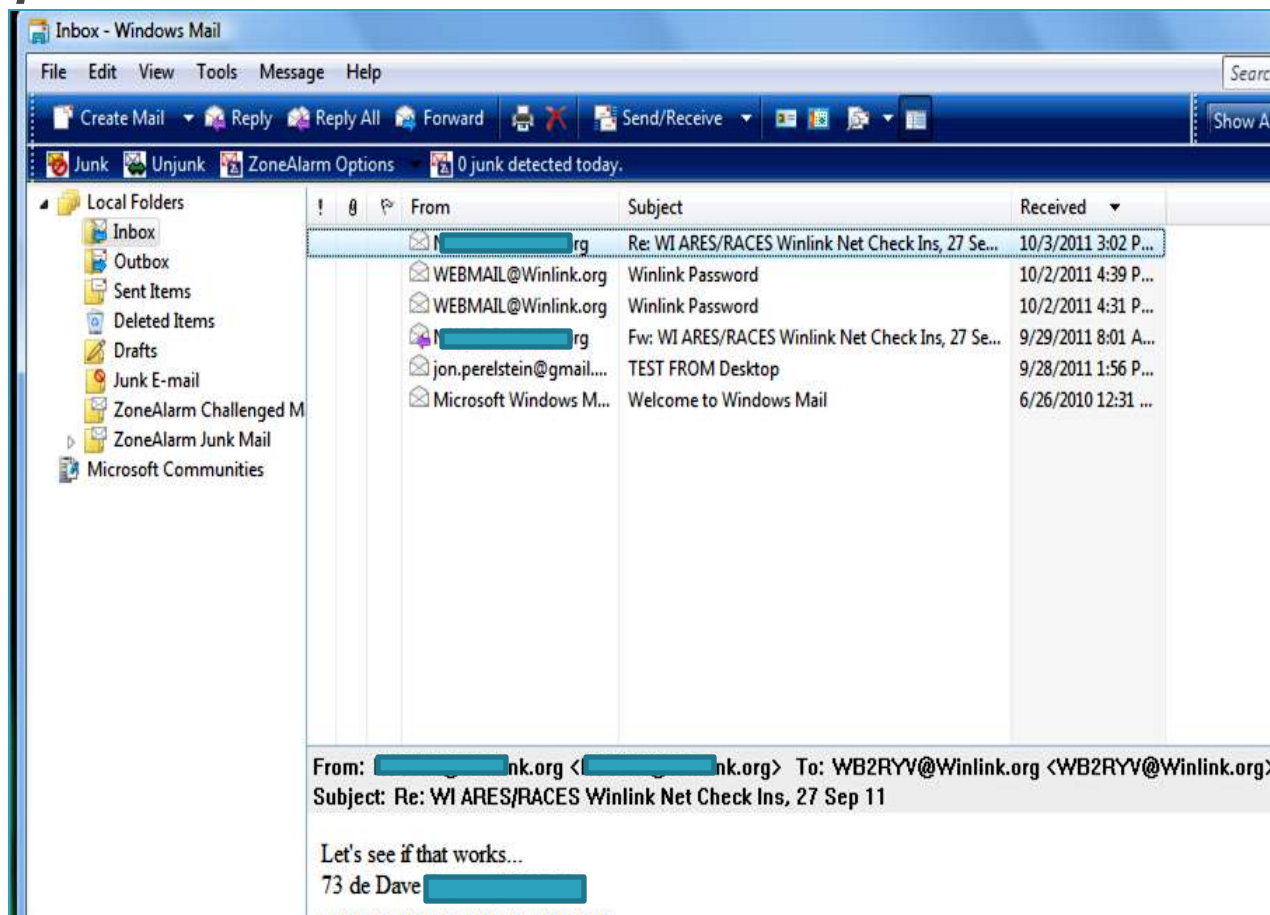 Inbox - Windows Mail
File Edit View Tools Message Help
Create Mail Reply Reply All Forward Send/Receive
Junk Unjunk ZoneAlarm Options 0 junk detected today.
Local Folders
Inbox
Outbox
Sent Items
Deleted Items
Drafts
Junk E-mail
ZoneAlarm Challenged M
ZoneAlarm Junk Mail
Microsoft Communities
! From Subject Received
rg Re: WI ARES/RACES Winlink Net Check Ins, 27 Se... 10/3/2011 3:02 P...
WEBMAIL@Winlink.org Winlink Password 10/2/2011 4:39 P...
WEBMAIL@Winlink.org Winlink Password 10/2/2011 4:31 P...
rg Fw: WI ARES/RACES Winlink Net Check Ins, 27 Se... 9/29/2011 8:01 A...
jon.perelstein@gmail.... TEST FROM Desktop 9/28/2011 1:56 P...
Microsoft Windows M... Welcome to Windows Mail 6/26/2010 12:31 ...
From: nk.org < nk.org> To: WB2RYV@Winlink.org <WB2RYV@Winlink.org>
Subject: Re: WI ARES/RACES Winlink Net Check Ins, 27 Sep 11
Let's see if that works...
73 de Dave